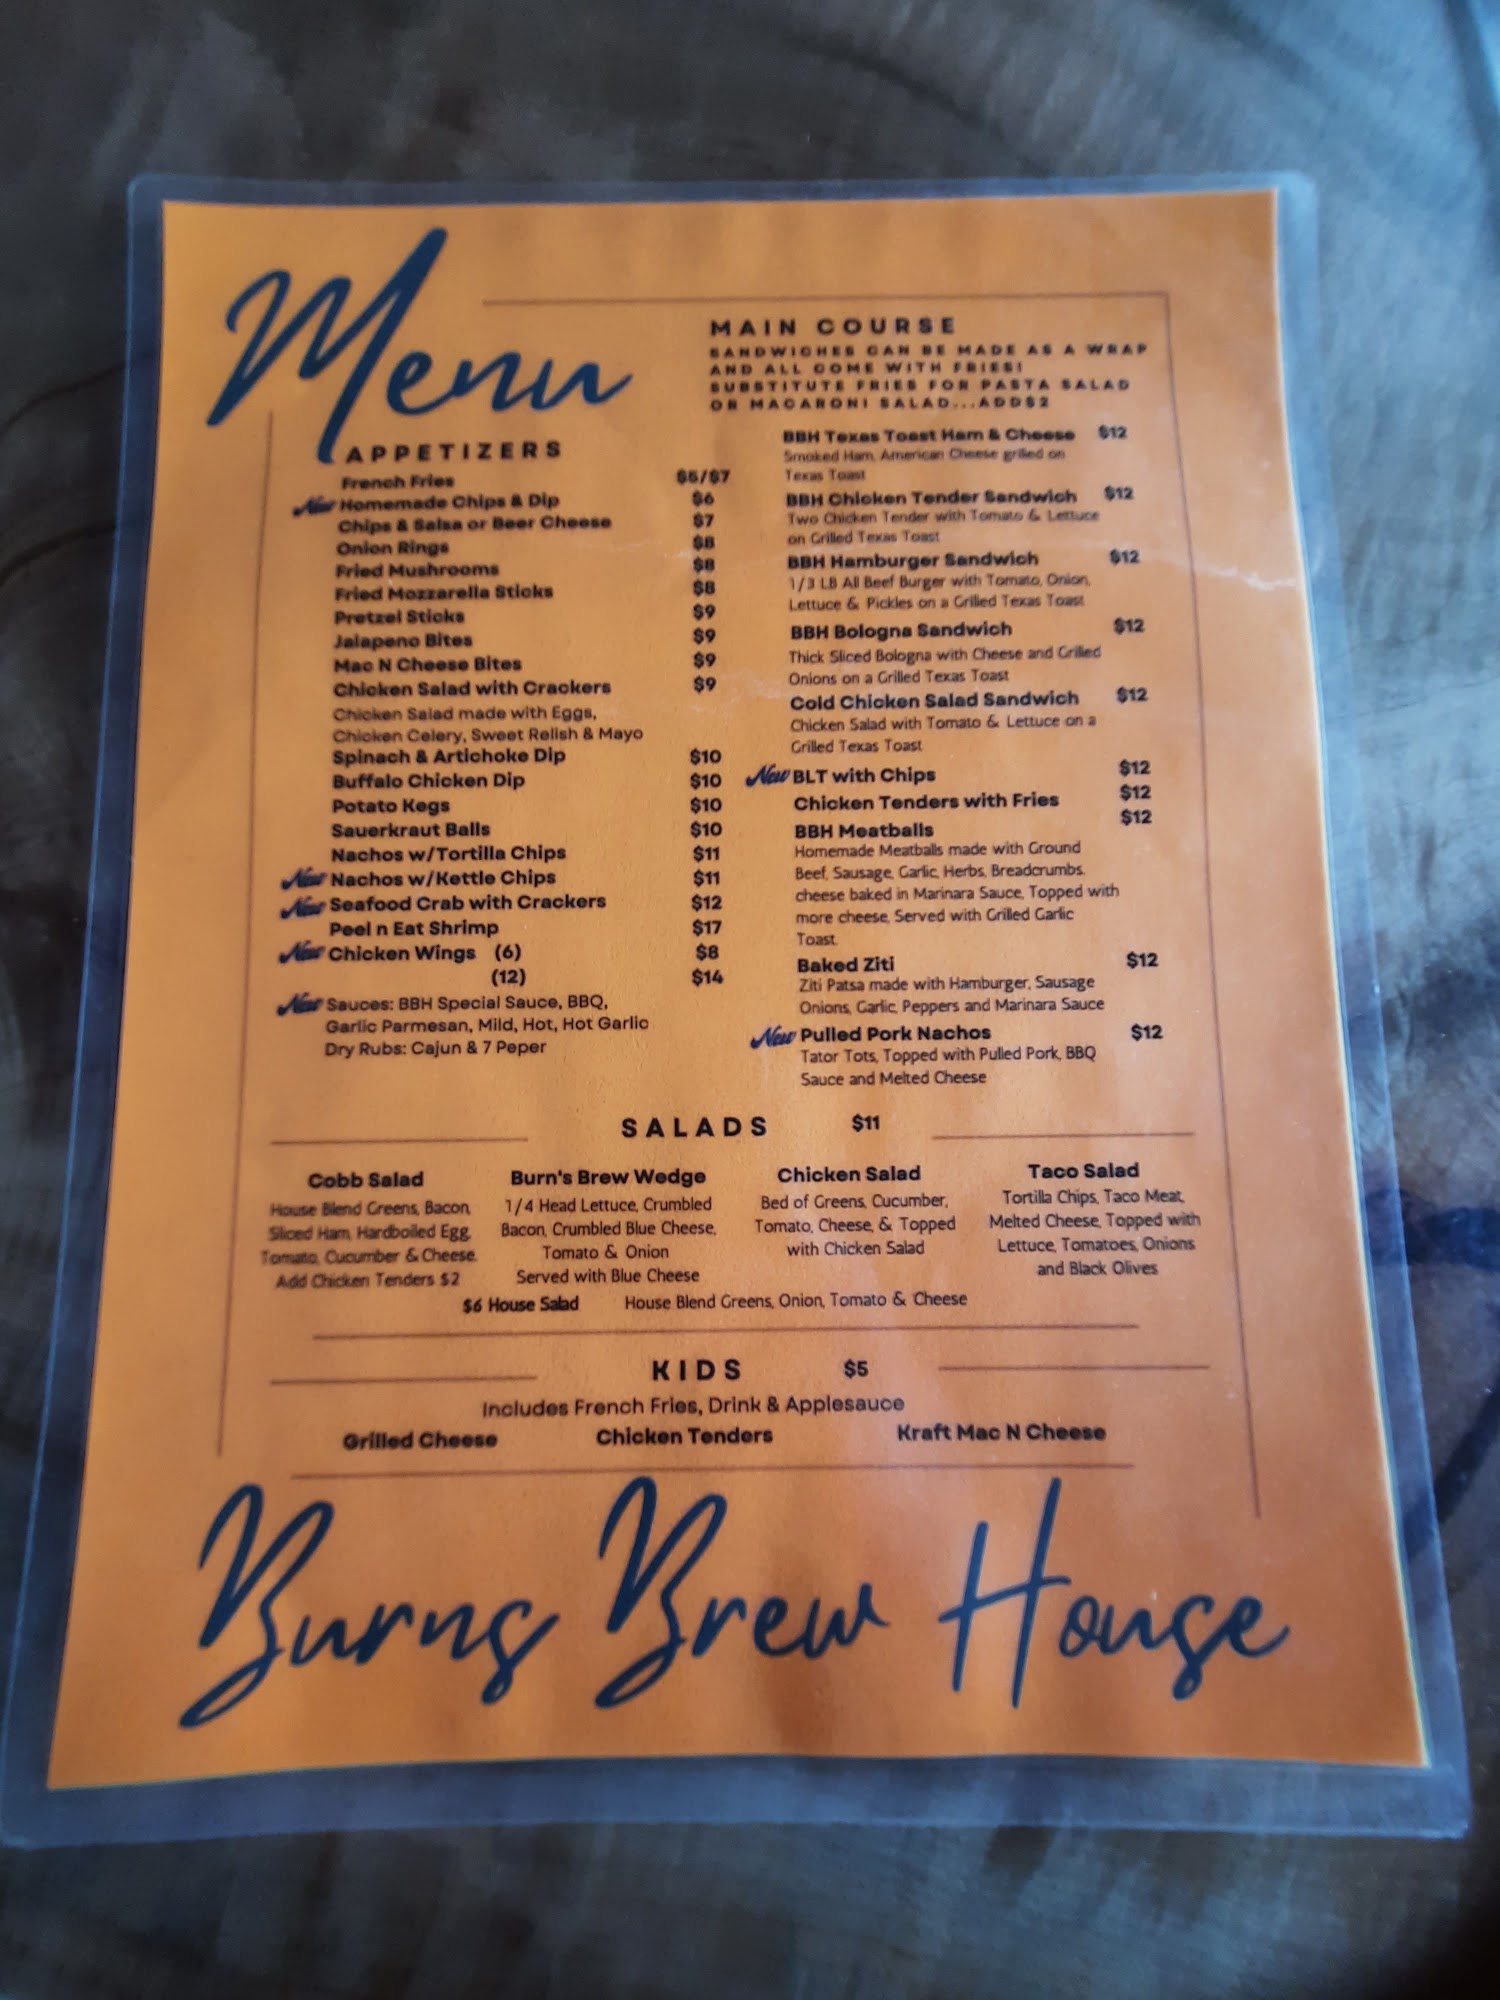 Menu
APPETIZERS
French Fries $5/$7
New Homemade Chips & Dip $6
Chips & Salsa or Beer Cheese $7
Onion Rings $8
Fried Mushrooms $8
Fried Mozzarella Sticks $8
Pretzel Sticks $9
Jalapeno Bites $9
Mac N Cheese Bites $9
Chicken Salad with Crackers $9
Chicken Salad made with Eggs,
Chicken Celery, Sweet Relish & Mayo
Spinach & Artichoke Dip $10
Buffalo Chicken Dip $10
Potato Kegs $10
Sauerkraut Balls $10
Nachos w/Tortilla Chips $11
New Nachos w/Kettle Chips $11
New Seafood Crab with Crackers $12
Peel n Eat Shrimp $17
New Chicken Wings (6) $8
(12) $14
New Sauces: BBH Special Sauce, BBQ,
Garlic Parmesan, Mild, Hot, Hot Garlic
Dry Rubs: Cajun & 7 Peper
MAIN COURSE
SANDWICHES CAN BE MADE AS A WRAP
AND ALL COME WITH FRIES!
SUBSTITUTE FRIES FOR PASTA SALAD
OR MACARONI SALAD...ADD$2
BBH Texas Toast Ham & Cheese $12
Smoked Ham, American Cheese grilled on
Texas Toast
BBH Chicken Tender Sandwich $12
Two Chicken Tender with Tomato & Lettuce
on Grilled Texas Toast
BBH Hamburger Sandwich $12
1/3 LB All Beef Burger with Tomato, Onion,
Lettuce & Pickles on a Grilled Texas Toast
BBH Bologna Sandwich $12
Thick Sliced Bologna with Cheese and Grilled
Onions on a Grilled Texas Toast
Cold Chicken Salad Sandwich $12
Chicken Salad with Tomato & Lettuce on a
Grilled Texas Toast
New BLT with Chips $12
Chicken Tenders with Fries $12
BBH Meatballs $12
Homemade Meatballs made with Ground
Beef, Sausage, Garlic, Herbs, Breadcrumbs.
cheese baked in Marinara Sauce, Topped with
more cheese, Served with Grilled Garlic
Toast.
Baked Ziti $12
Ziti Patsa made with Hamburger, Sausage
Onions, Garlic, Peppers and Marinara Sauce
New Pulled Pork Nachos $12
Tator Tots, Topped with Pulled Pork, BBQ
Sauce and Melted Cheese
SALADS $11
Cobb Salad
House Blend Greens, Bacon,
Sliced Ham, Hardboiled Egg,
Tomato, Cucumber & Cheese.
Add Chicken Tenders $2
Burn's Brew Wedge
1/4 Head Lettuce, Crumbled
Bacon, Crumbled Blue Cheese,
Tomato & Onion
Served with Blue Cheese
Chicken Salad
Bed of Greens, Cucumber,
Tomato, Cheese, & Topped
with Chicken Salad
Taco Salad
Tortilla Chips, Taco Meat,
Melted Cheese, Topped with
Lettuce, Tomatoes, Onions
and Black Olives
$6 House Salad House Blend Greens, Onion, Tomato & Cheese
KIDS $5
Includes French Fries, Drink & Applesauce
Grilled Cheese Chicken Tenders Kraft Mac N Cheese
Burns Brew House